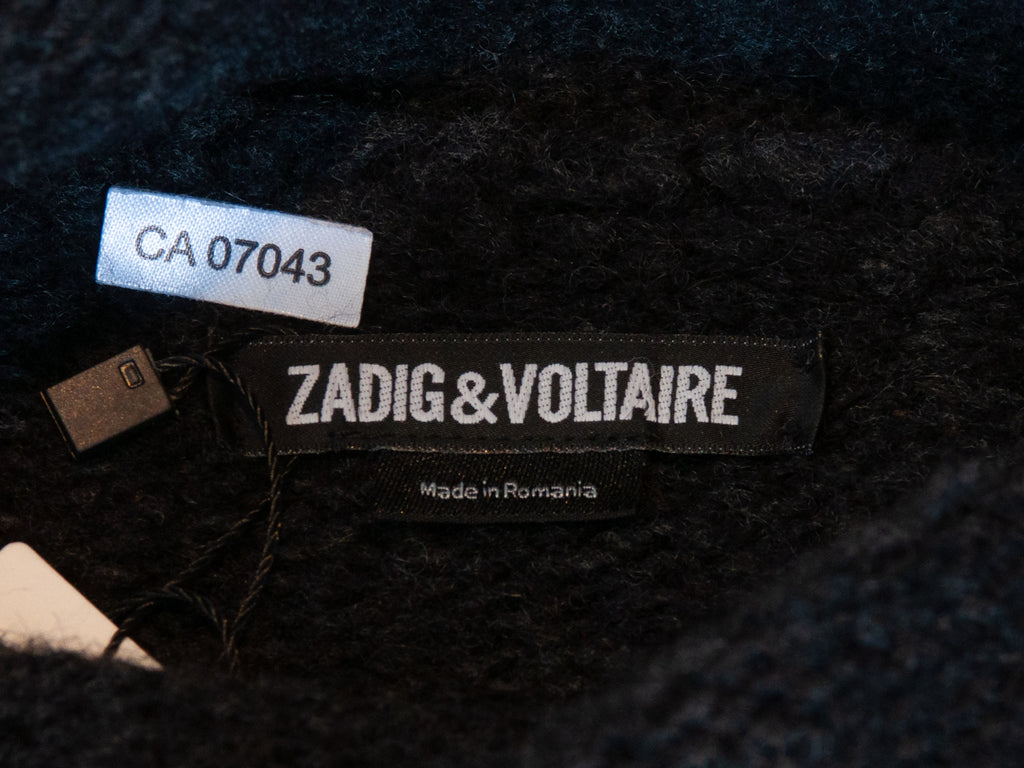 CA 07043
ZADIG&VOLTAIRE
Made in Romania